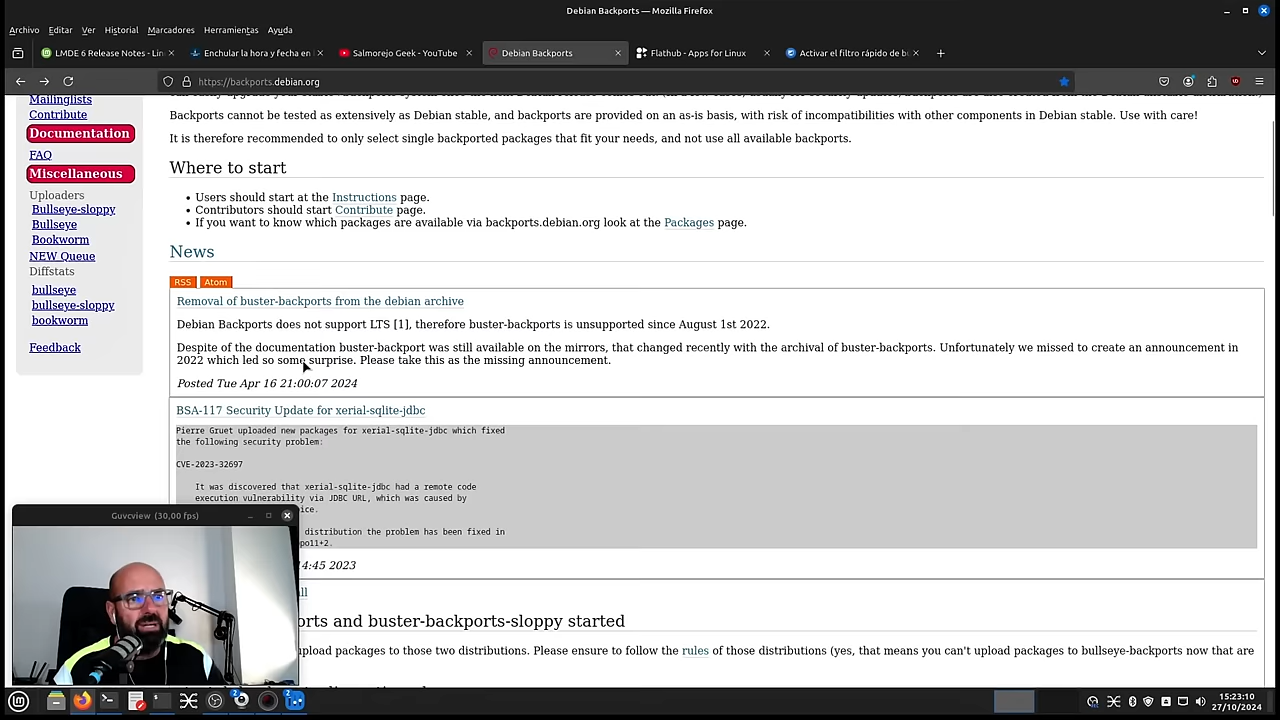 Debian Backports — Mozilla Firefox
Archivo Editar Ver Historial Marcadores Herramientas Ayuda
LMDE 6 Release Notes - Lin
Enchular la hora y fecha en
Salmorejo Geek - YouTube
Debian Backports
Flathub - Apps for Linux
Activar el filtro rápido de b
https://backports.debian.org
Mailinglists
Contribute
Documentation
FAQ
Miscellaneous
Uploaders
Bullseye-sloppy
Bullseye
Bookworm
NEW Queue
Diffstats
bullseye
bullseye-sloppy
bookworm
Feedback
Backports cannot be tested as extensively as Debian stable, and backports are provided on an as-is basis, with risk of incompatibilities with other components in Debian stable. Use with care!
It is therefore recommended to only select single backported packages that fit your needs, and not use all available backports.
Where to start
• Users should start at the Instructions page.
• Contributors should start Contribute page.
• If you want to know which packages are available via backports.debian.org look at the Packages page.
News
RSS Atom
Removal of buster-backports from the debian archive
Debian Backports does not support LTS [1], therefore buster-backports is unsupported since August 1st 2022.
Despite of the documentation buster-backport was still available on the mirrors, that changed recently with the archival of buster-backports. Unfortunately we missed to create an announcement in
2022 which led so some surprise. Please take this as the missing announcement.
Posted Tue Apr 16 21:00:07 2024
BSA-117 Security Update for xerial-sqlite-jdbc
Pierre Gruet uploaded new packages for xerial-sqlite-jdbc which fixed
the following security problem:
CVE-2023-32697
It was discovered that xerial-sqlite-jdbc had a remote code
execution vulnerability via JDBC URL, which was caused by
ice.
distribution the problem has been fixed in
po11+2.
14:45 2023
ll
orts and buster-backports-sloppy started
upload packages to those two distributions. Please ensure to follow the rules of those distributions (yes, that means you can't upload packages to bullseye-backports now that are
Guvcview (30,00 fps)
15:23:10
27/10/2024